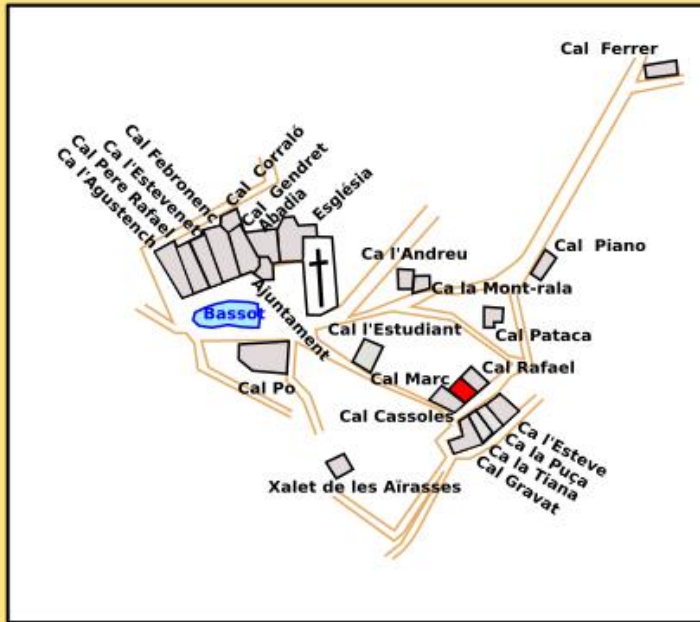 Cal  Ferrer
Cal  Corraló
Cal Febronenc
Cal  Gendret
Ca l'Estevenet
Abadia
Església
Cal Pere Rafael
Ca l'Agustench
Ca l'Andreu
Cal  Piano
Ca la Mont-rala
Ajuntament
Bassot
Cal l'Estudiant
Cal Pataca
Cal Rafael
Cal Marc
Cal Po
Cal Cassoles
Ca l'Esteve
Ca la Puça
Ca la Tiana
Cal Gravat
Xalet de les Aïrasses